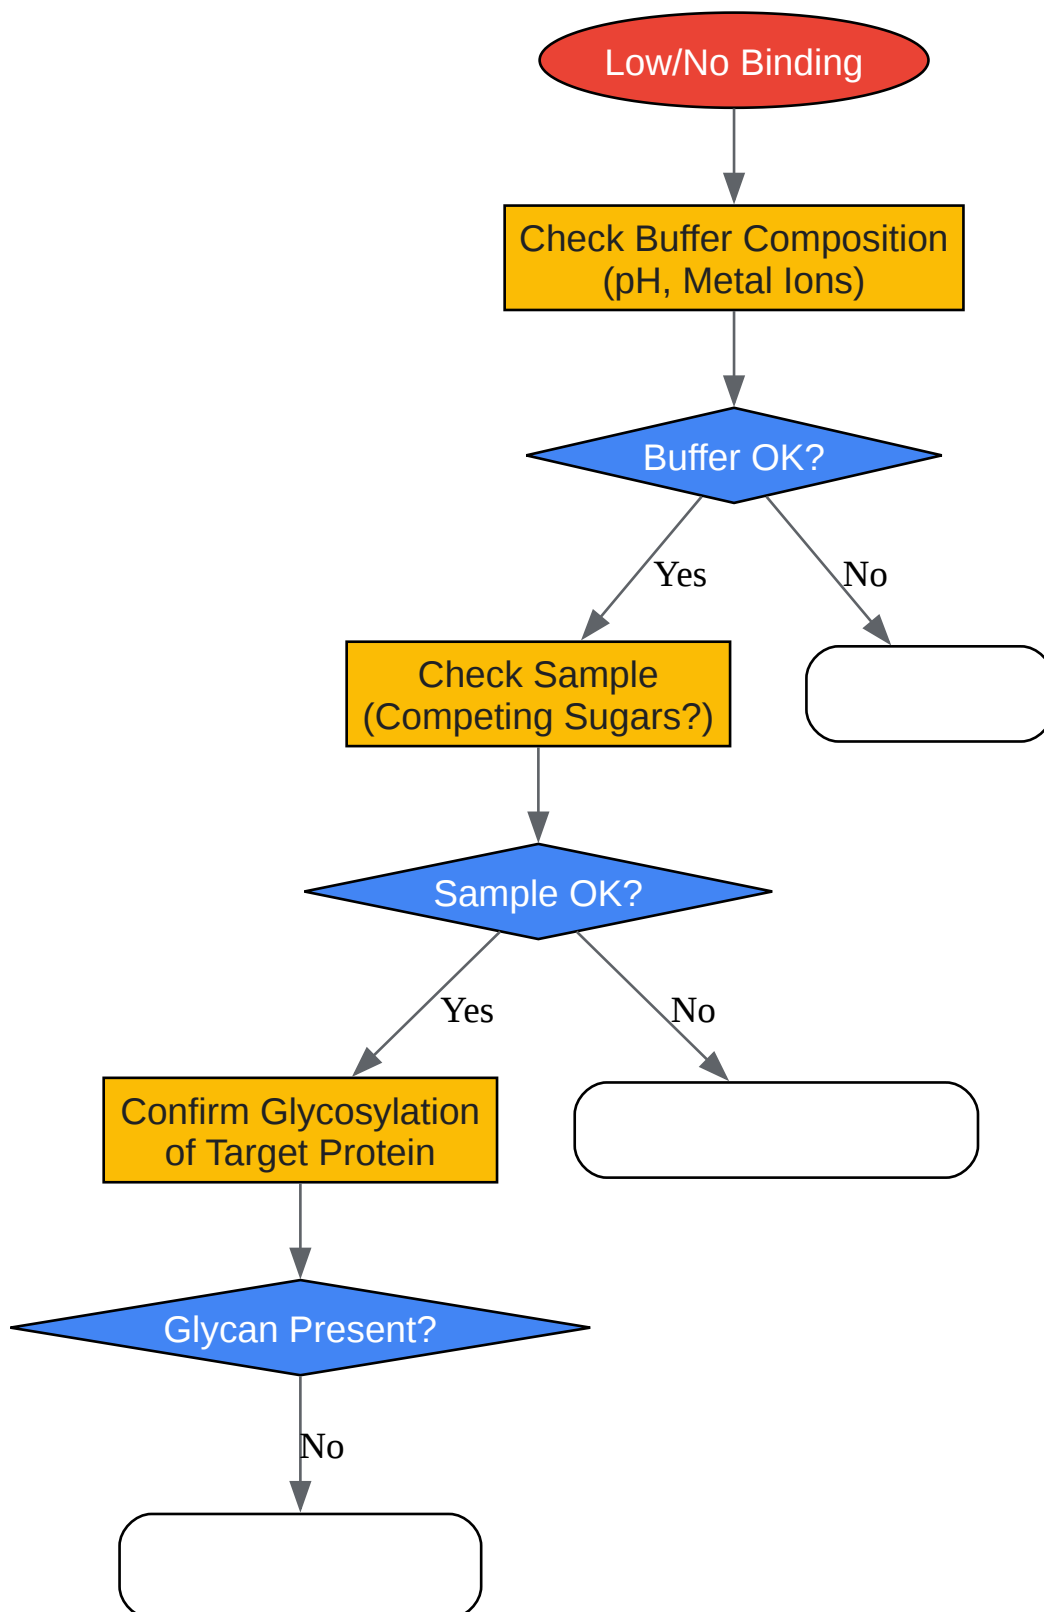 Low/No Binding
Check Buffer Composition
(pH, Metal Ions)
Buffer OK?
Yes
No
Check Sample
(Competing Sugars?)
Sample OK?
Yes
No
Confirm Glycosylation
of Target Protein
Glycan Present?
No